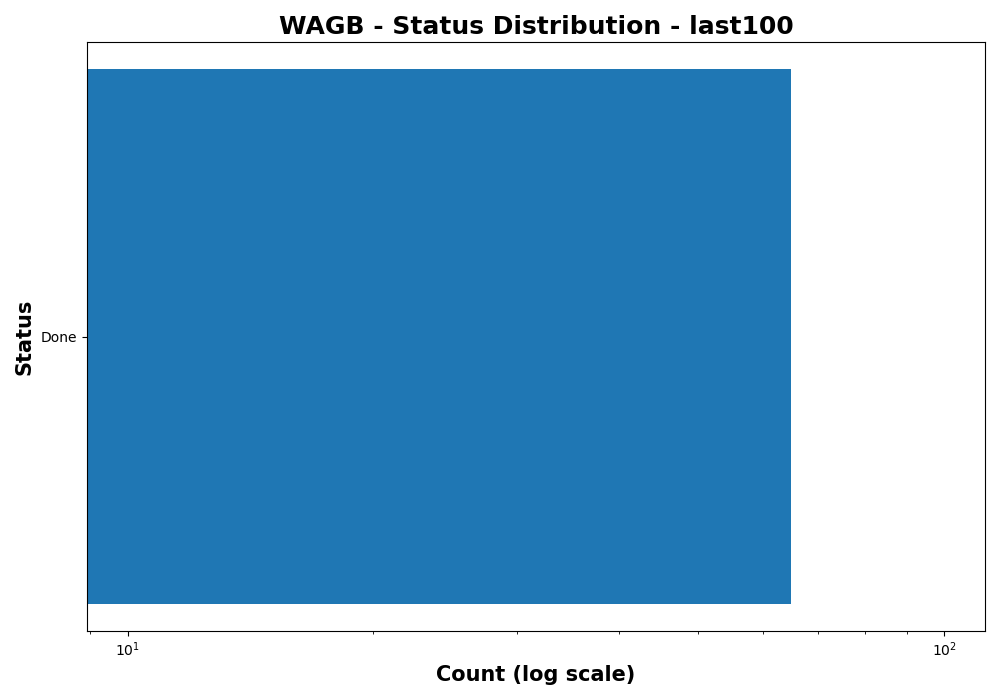 WAGB - Status Distribution - last100
Status
Done
10¹
10²
Count (log scale)